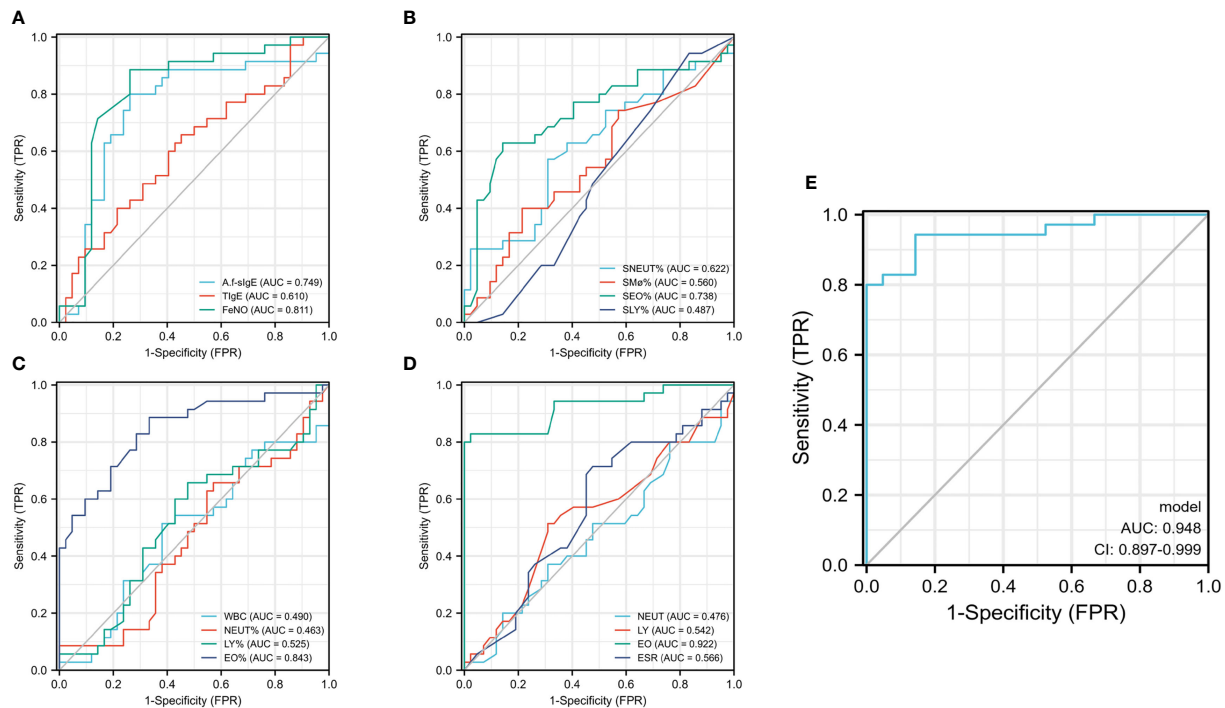 A
1.0
0.8
0.6
0.4
0.2
0.0
Sensitivity (TPR)
A.f-sIgE (AUC = 0.749)
TIgE (AUC = 0.610)
FeNO (AUC = 0.811)
0.0 0.2 0.4 0.6 0.8 1.0
1-Specificity (FPR)
B
1.0
0.8
0.6
0.4
0.2
0.0
Sensitivity (TPR)
SNEUT% (AUC = 0.622)
SMø% (AUC = 0.560)
SEO% (AUC = 0.738)
SLY% (AUC = 0.487)
0.0 0.2 0.4 0.6 0.8 1.0
1-Specificity (FPR)
C
1.0
0.8
0.6
0.4
0.2
0.0
Sensitivity (TPR)
WBC (AUC = 0.490)
NEUT% (AUC = 0.463)
LY% (AUC = 0.525)
EO% (AUC = 0.843)
0.0 0.2 0.4 0.6 0.8 1.0
1-Specificity (FPR)
D
1.0
0.8
0.6
0.4
0.2
0.0
Sensitivity (TPR)
NEUT (AUC = 0.476)
LY (AUC = 0.542)
EO (AUC = 0.922)
ESR (AUC = 0.566)
0.0 0.2 0.4 0.6 0.8 1.0
1-Specificity (FPR)
E
1.0
0.8
0.6
0.4
0.2
0.0
Sensitivity (TPR)
model
AUC: 0.948
CI: 0.897-0.999
0.0 0.2 0.4 0.6 0.8 1.0
1-Specificity (FPR)